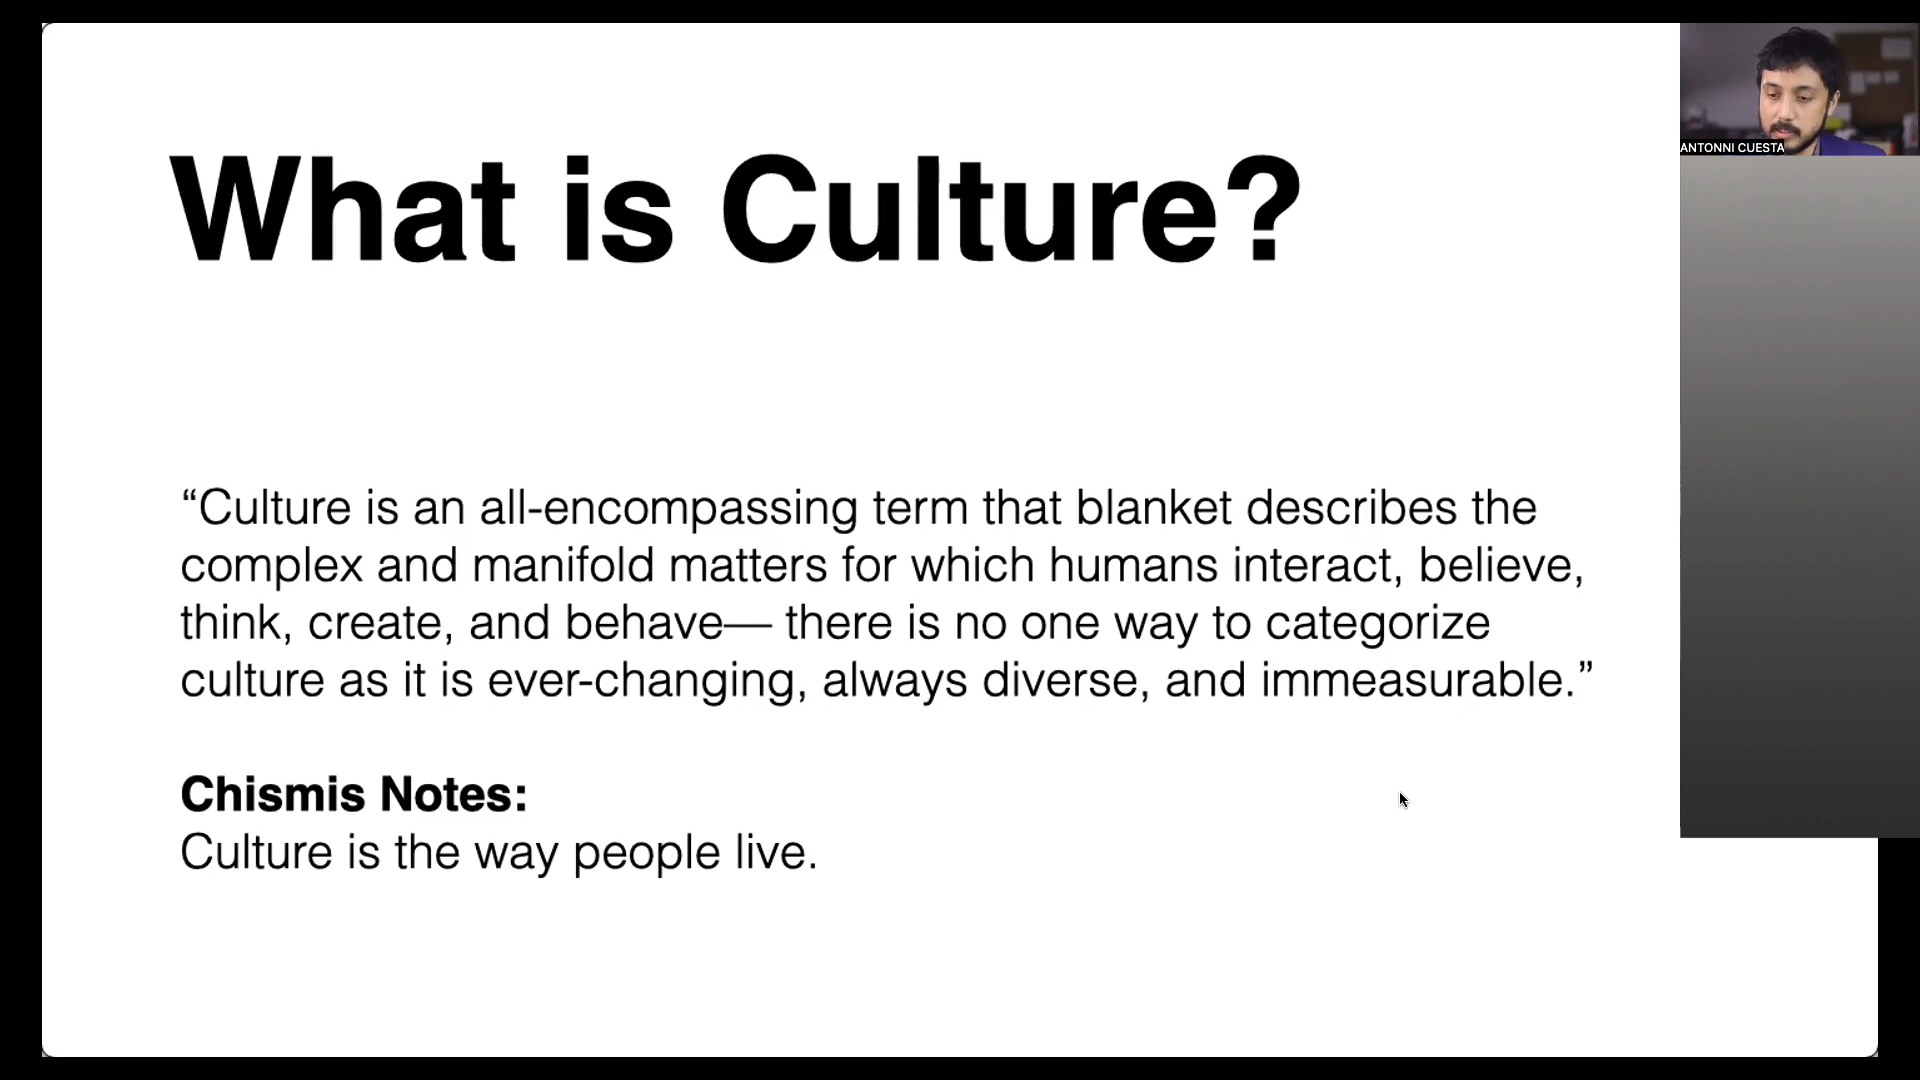 What is Culture?
ANTONNI CUESTA
“Culture is an all-encompassing term that blanket describes the
complex and manifold matters for which humans interact, believe,
think, create, and behave— there is no one way to categorize
culture as it is ever-changing, always diverse, and immeasurable.”
Chismis Notes:
Culture is the way people live.